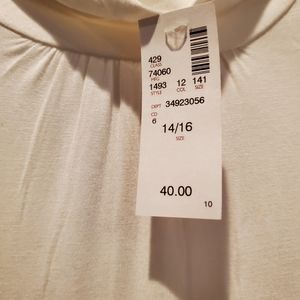 429
CLASS
74060
MFG
1493 12 141
STYLE COL SIZE
DEPT 34923056
CD
6 14/16
SIZE
40.00
10